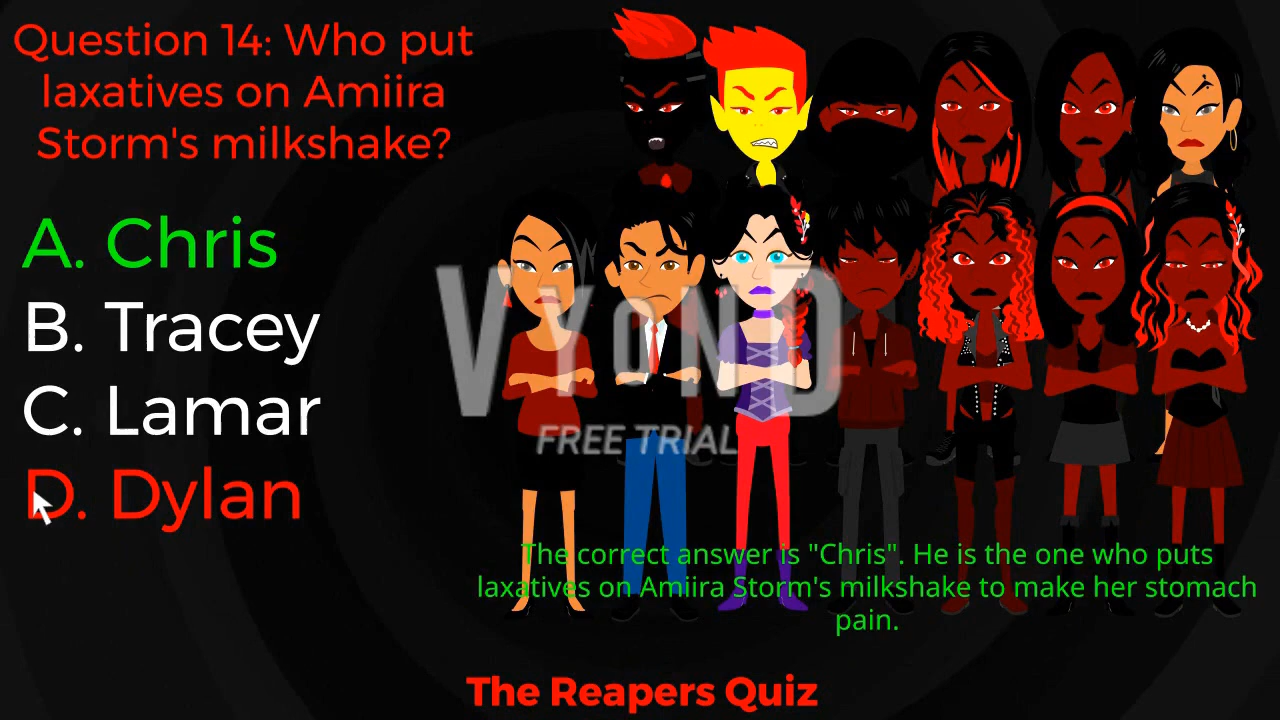 Question 14: Who put
laxatives on Amiira
Storm's milkshake?
A. Chris
B. Tracey
C. Lamar
D. Dylan
VYOND
FREE TRIAL
The correct answer is "Chris". He is the one who puts
laxatives on Amiira Storm's milkshake to make her stomach
pain.
The Reapers Quiz